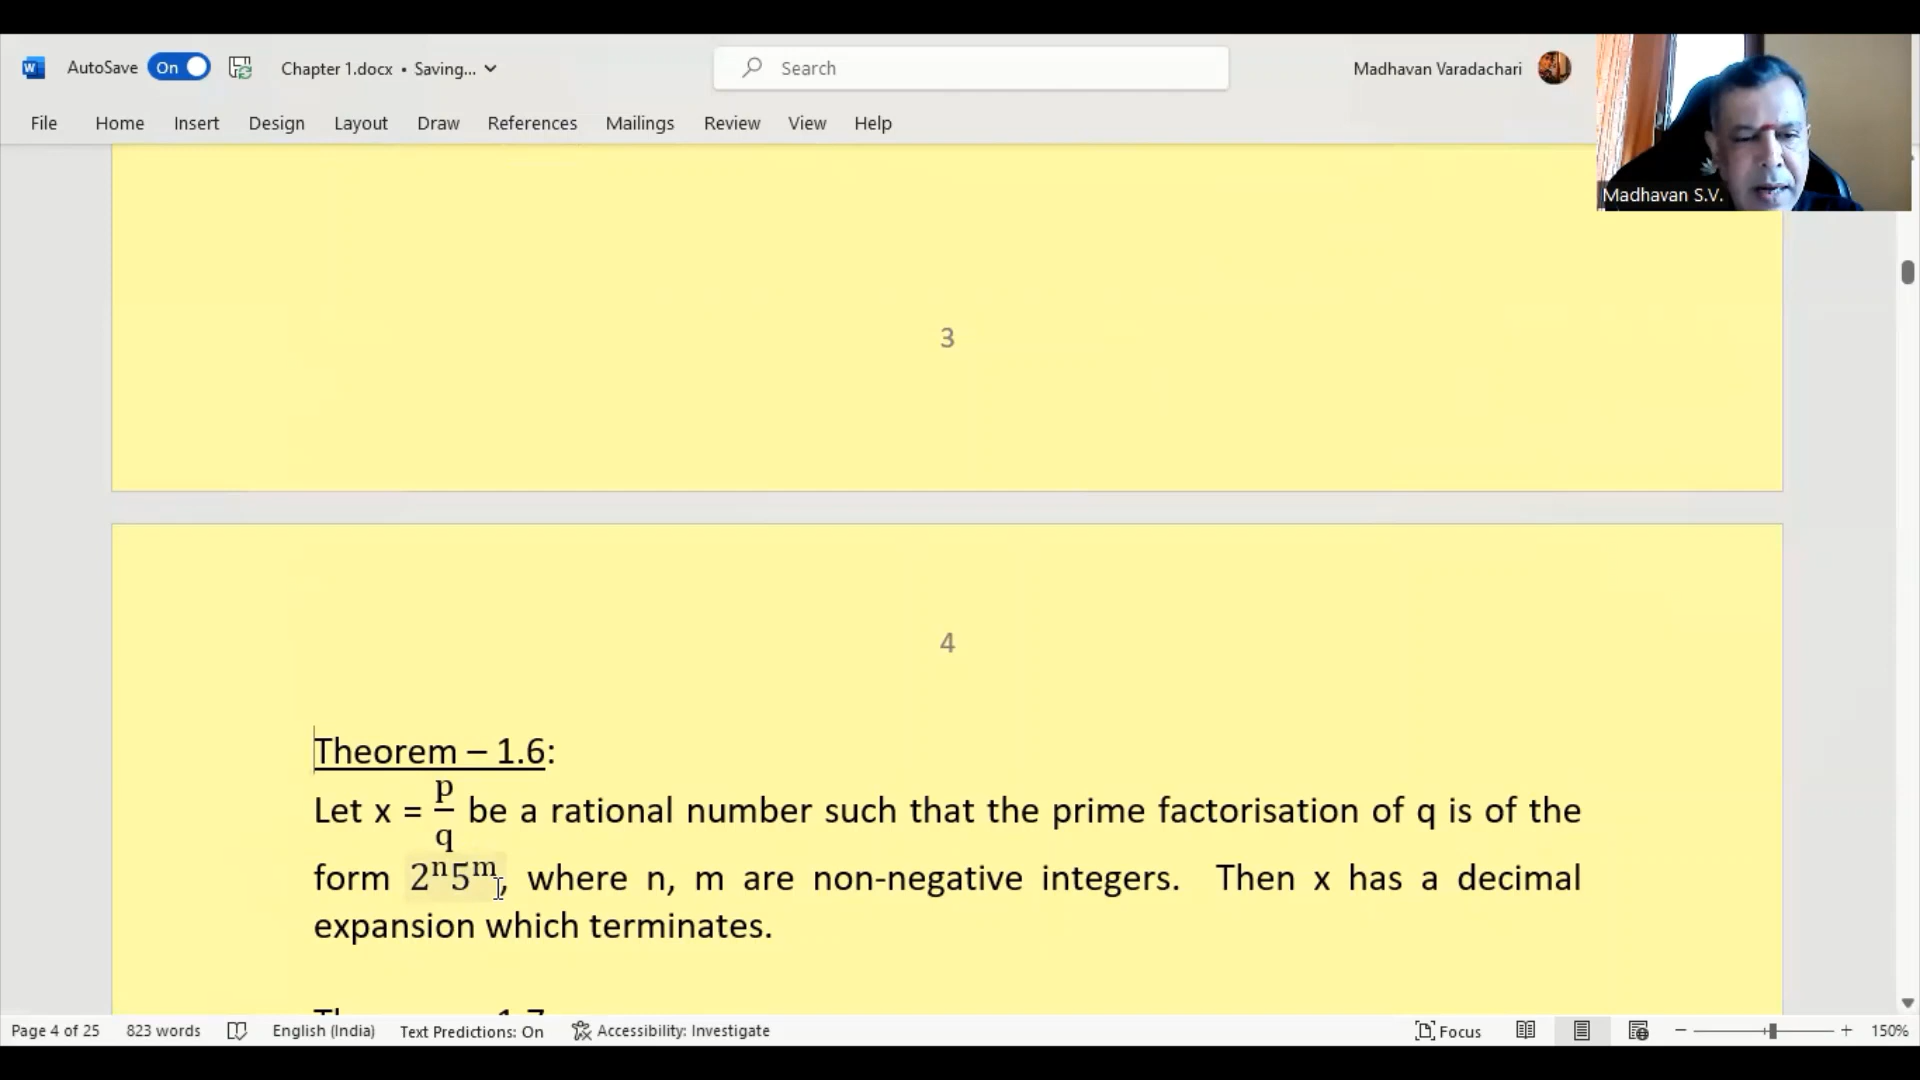 AutoSave On Chapter 1.docx • Saving... Search Madhavan Varadachari
File Home Insert Design Layout Draw References Mailings Review View Help
Madhavan S.V.
3
4
Theorem – 1.6:
Let x = p/q be a rational number such that the prime factorisation of q is of the
form 2ⁿ5ᵐ, where n, m are non-negative integers. Then x has a decimal
expansion which terminates.
Page 4 of 25 823 words English (India) Text Predictions: On Accessibility: Investigate Focus 150%